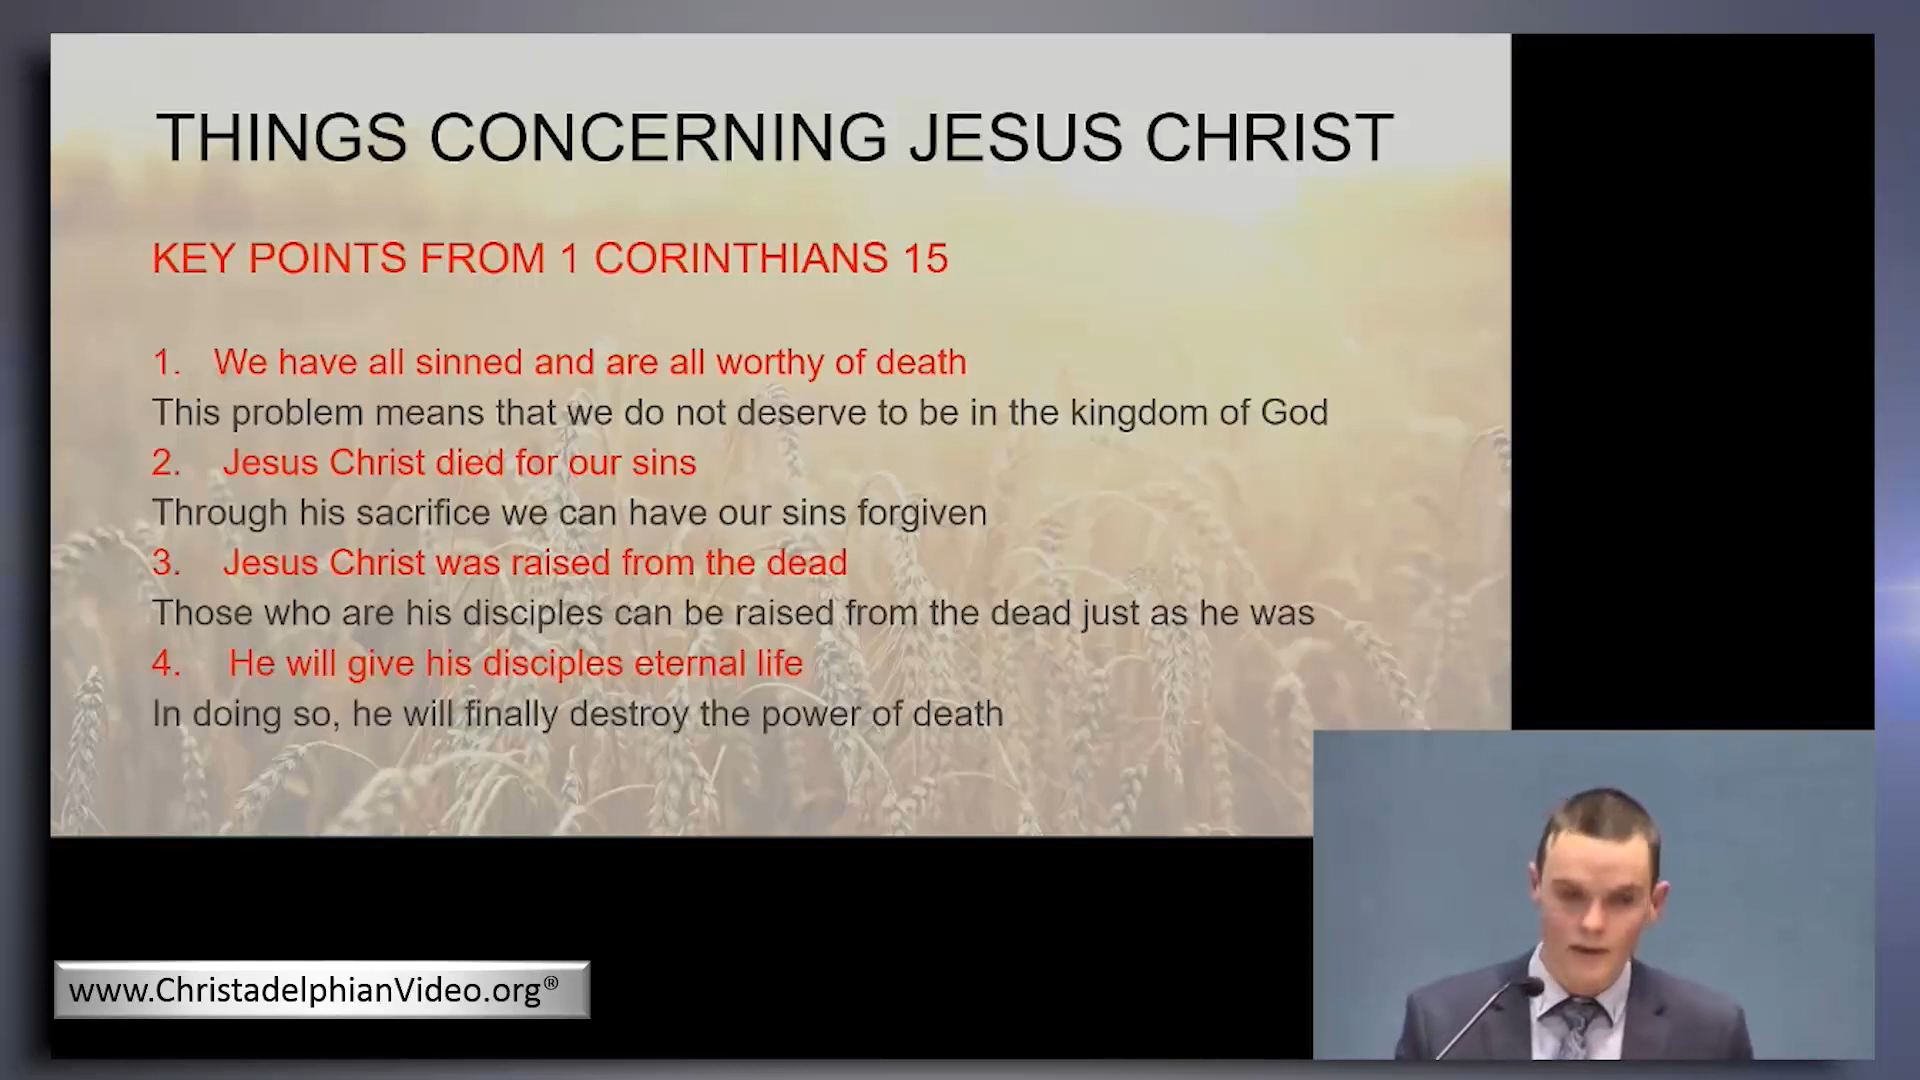 THINGS CONCERNING JESUS CHRIST
KEY POINTS FROM 1 CORINTHIANS 15
1. We have all sinned and are all worthy of death
This problem means that we do not deserve to be in the kingdom of God
2. Jesus Christ died for our sins
Through his sacrifice we can have our sins forgiven
3. Jesus Christ was raised from the dead
Those who are his disciples can be raised from the dead just as he was
4. He will give his disciples eternal life
In doing so, he will finally destroy the power of death
www.ChristadelphianVideo.org®